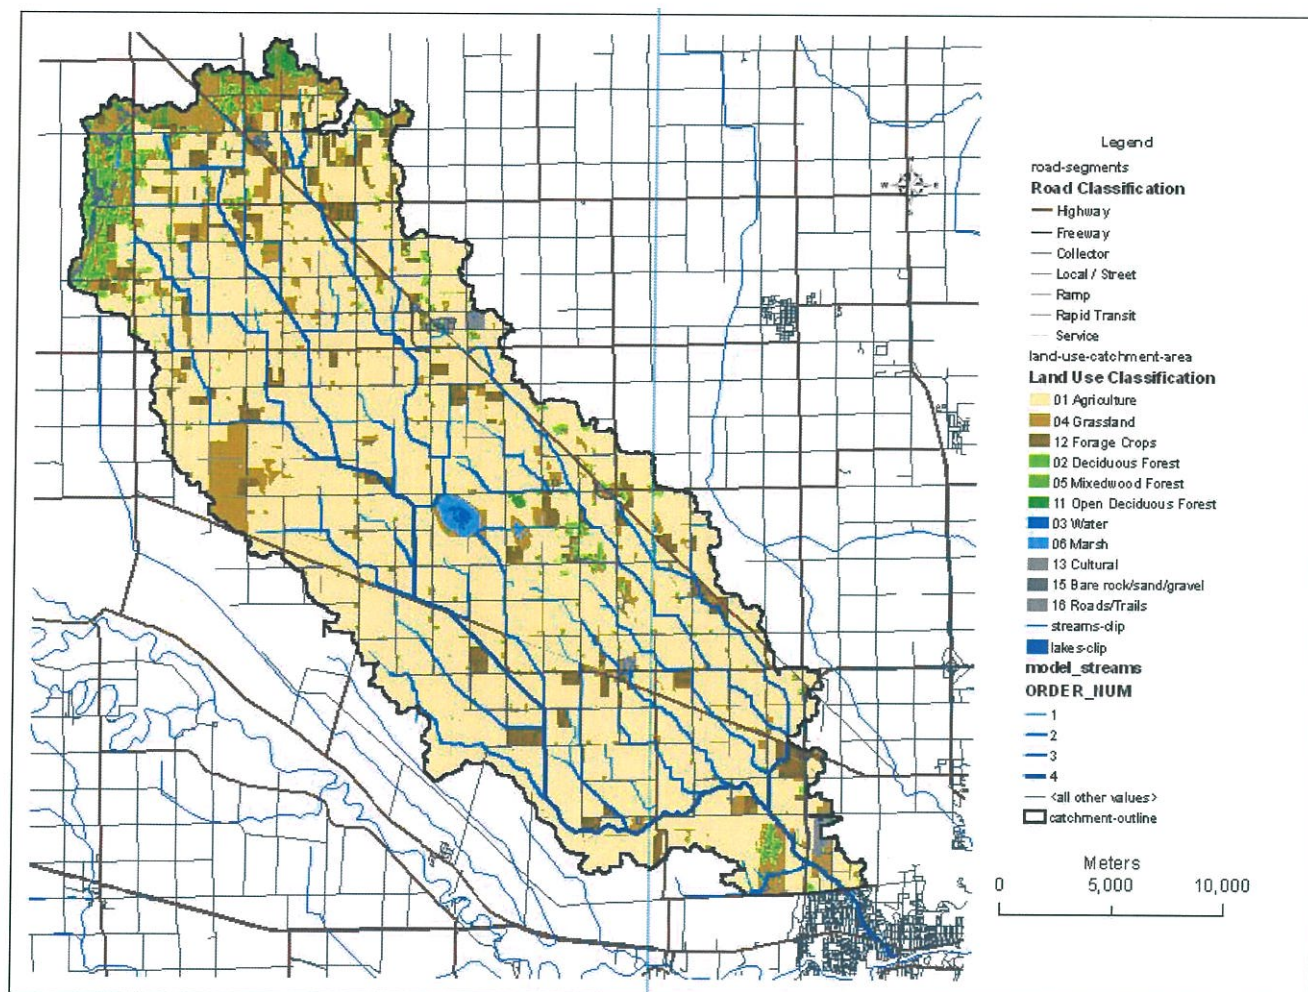 Legend
road-segments
Road Classification
Highway
Freeway
Collector
Local / Street
Ramp
Rapid Transit
Service
land-use-catchment-area
Land Use Classification
01 Agriculture
04 Grassland
12 Forage Crops
02 Deciduous Forest
05 Mixedwood Forest
11 Open Deciduous Forest
03 Water
06 Marsh
13 Cultural
15 Bare rock/sand/gravel
16 Roads/Trails
streams-clip
lakes-clip
model_streams
ORDER_NUM
1
2
3
4
<all other values>
catchment-outline
Meters
0 5,000 10,000